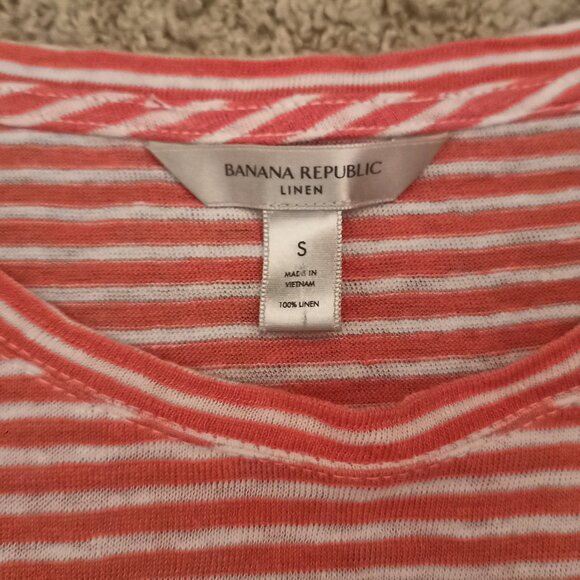 BANANA REPUBLIC
LINEN
S
MADE IN
VIETNAM
100% LINEN